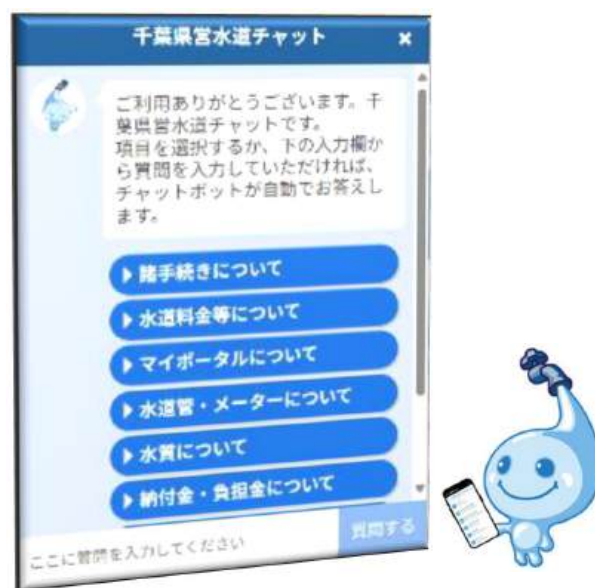 千葉県営水道チャット ×
ご利用ありがとうございます。千
葉県営水道チャットです。
項目を選択するか、下の入力欄か
ら質問を入力していただければ、
チャットボットが自動でお答えし
ます。
諸手続きについて
水道料金等について
マイポータルについて
水道管・メーターについて
水質について
納付金・負担金について
ここに質問を入力してください
質問する